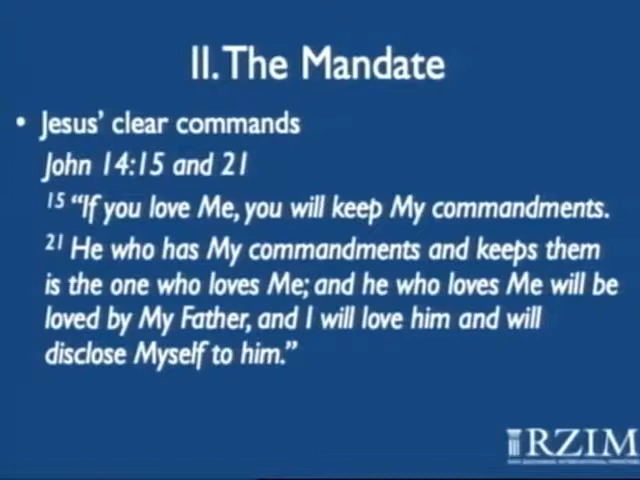 II. The Mandate
• Jesus' clear commands
John 14:15 and 21
15 "If you love Me, you will keep My commandments.
21 He who has My commandments and keeps them
is the one who loves Me; and he who loves Me will be
loved by My Father, and I will love him and will
disclose Myself to him."
RZIM